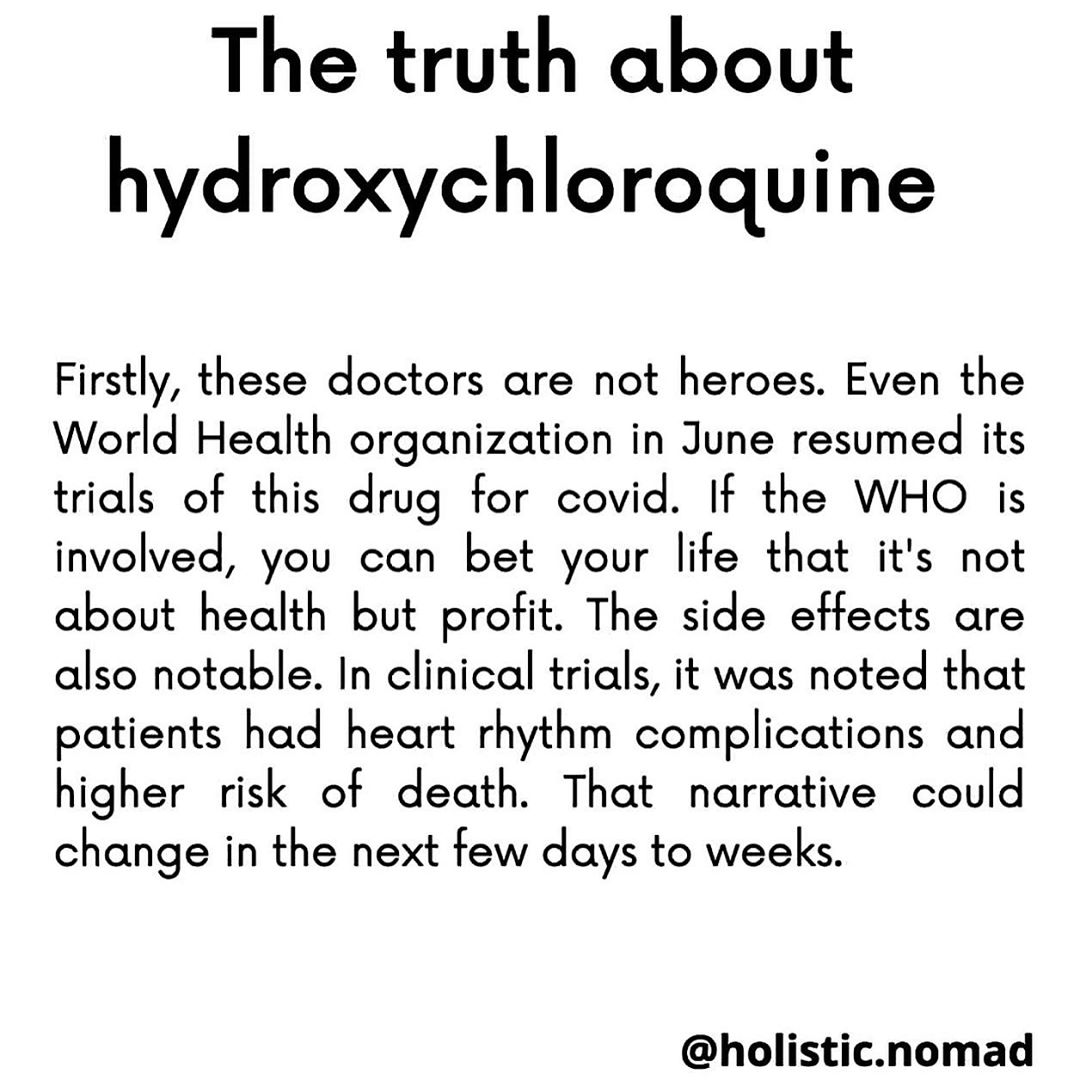 The truth about
hydroxychloroquine
Firstly, these doctors are not heroes. Even the
World Health organization in June resumed its
trials of this drug for covid. If the WHO is
involved, you can bet your life that it's not
about health but profit. The side effects are
also notable. In clinical trials, it was noted that
patients had heart rhythm complications and
higher risk of death. That narrative could
change in the next few days to weeks.
@holistic.nomad